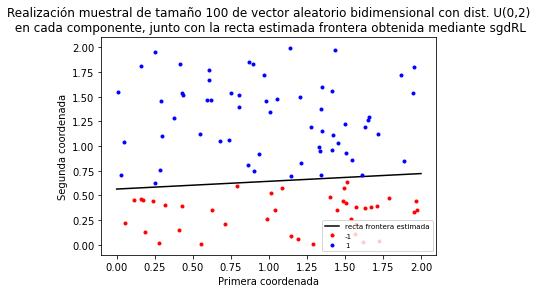 Realización muestral de tamaño 100 de vector aleatorio bidimensional con dist. U(0,2)
en cada componente, junto con la recta estimada frontera obtenida mediante sgdRL
2.00
1.75
1.50
1.25
1.00
0.75
0.50
0.25
0.00
Segunda coordenada
recta frontera estimada
-1
1
0.00 0.25 0.50 0.75 1.00 1.25 1.50 1.75 2.00
Primera coordenada